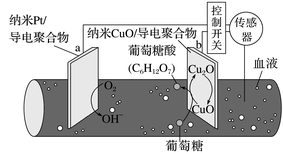 纳米Pt/
导电聚合物
a
纳米CuO/导电聚合物
b
控制开关
传感器
葡萄糖酸
(C₆H₁₂O₇)
Cu₂O
血液
O₂
OH⁻
CuO
葡萄糖